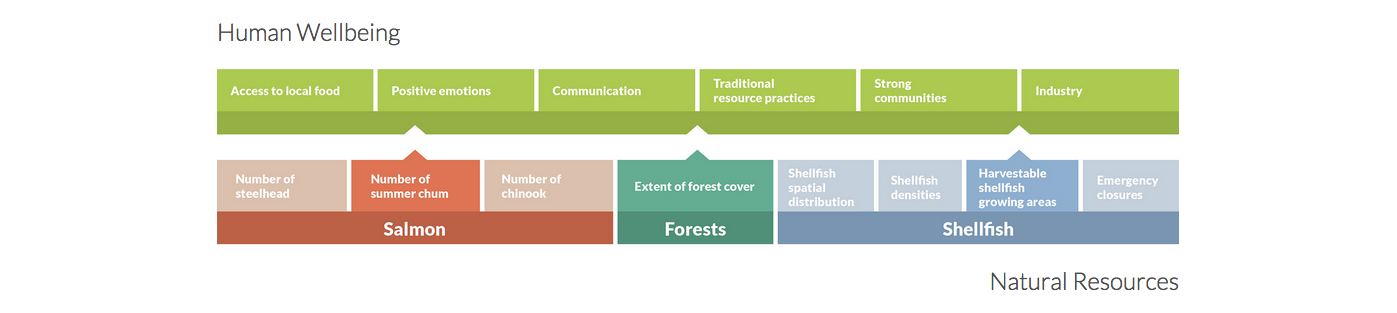 Human Wellbeing
Access to local food
Positive emotions
Communication
Traditional
resource practices
Strong
communities
Industry
Number of
steelhead
Number of
summer chum
Number of
chinook
Extent of forest cover
Shellfish
spatial
distribution
Shellfish
densities
Harvestable
shellfish
growing areas
Emergency
closures
Salmon
Forests
Shellfish
Natural Resources